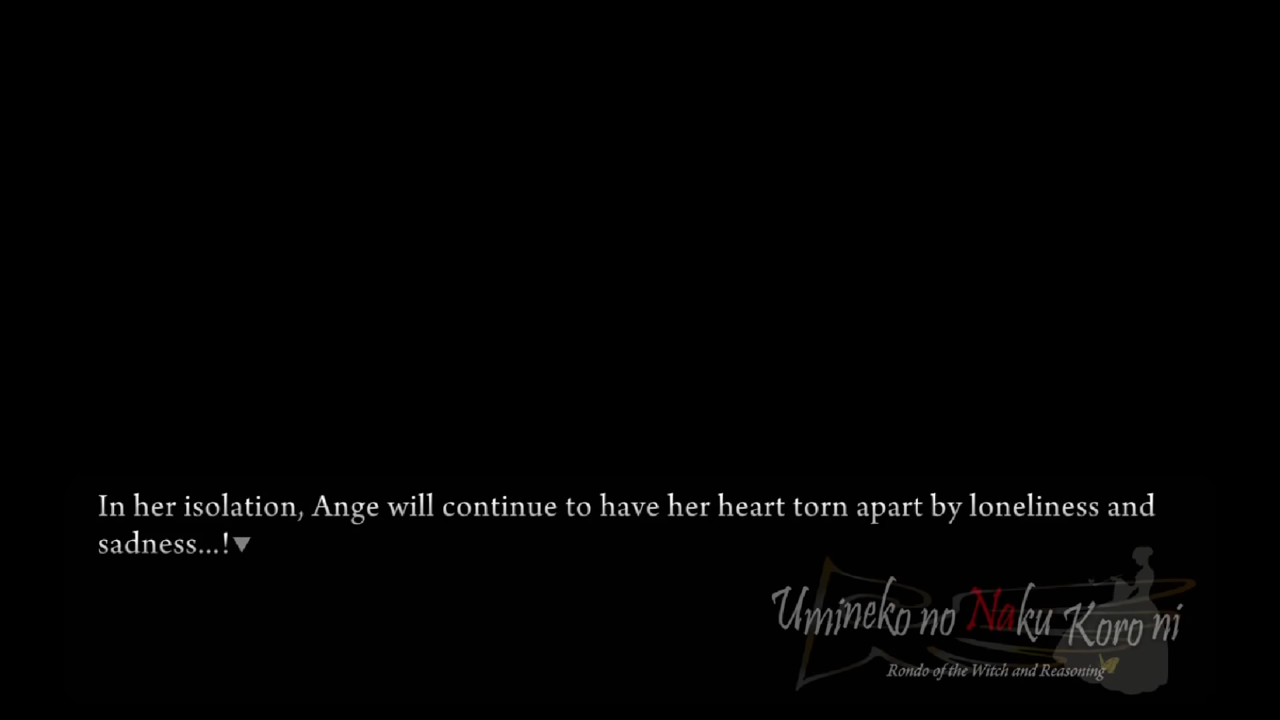 In her isolation, Ange will continue to have her heart torn apart by loneliness and
sadness...!
Umineko no Naku Koro ni
Rondo of the Witch and Reasoning